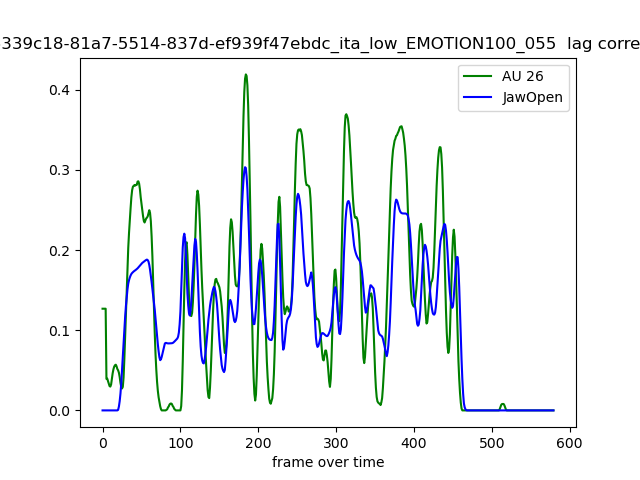 339c18-81a7-5514-837d-ef939f47ebdc_ita_low_EMOTION100_055 lag corre
AU 26
JawOpen
0.4
0.3
0.2
0.1
0.0
0 100 200 300 400 500 600
frame over time